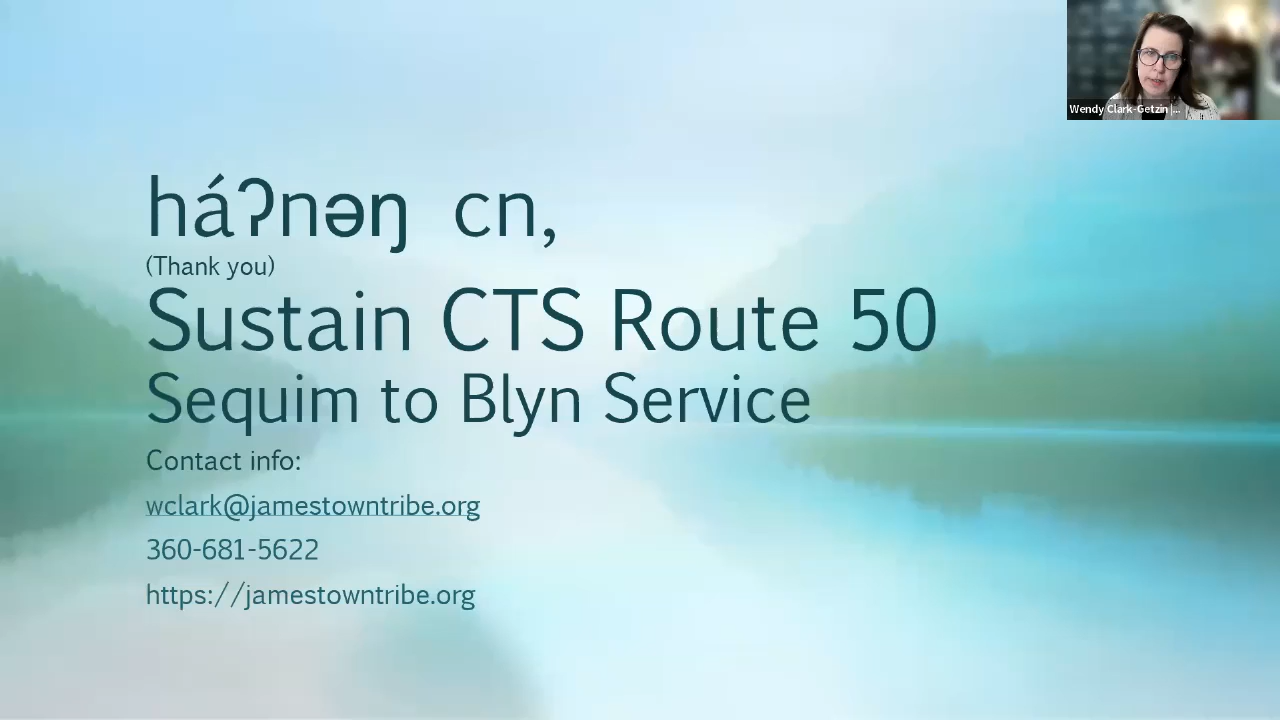 háʔnəŋ cn,
(Thank you)
Sustain CTS Route 50
Sequim to Blyn Service
Contact info:
wclark@jamestowntribe.org
360-681-5622
https://jamestowntribe.org
Wendy Clark-Getzin |...